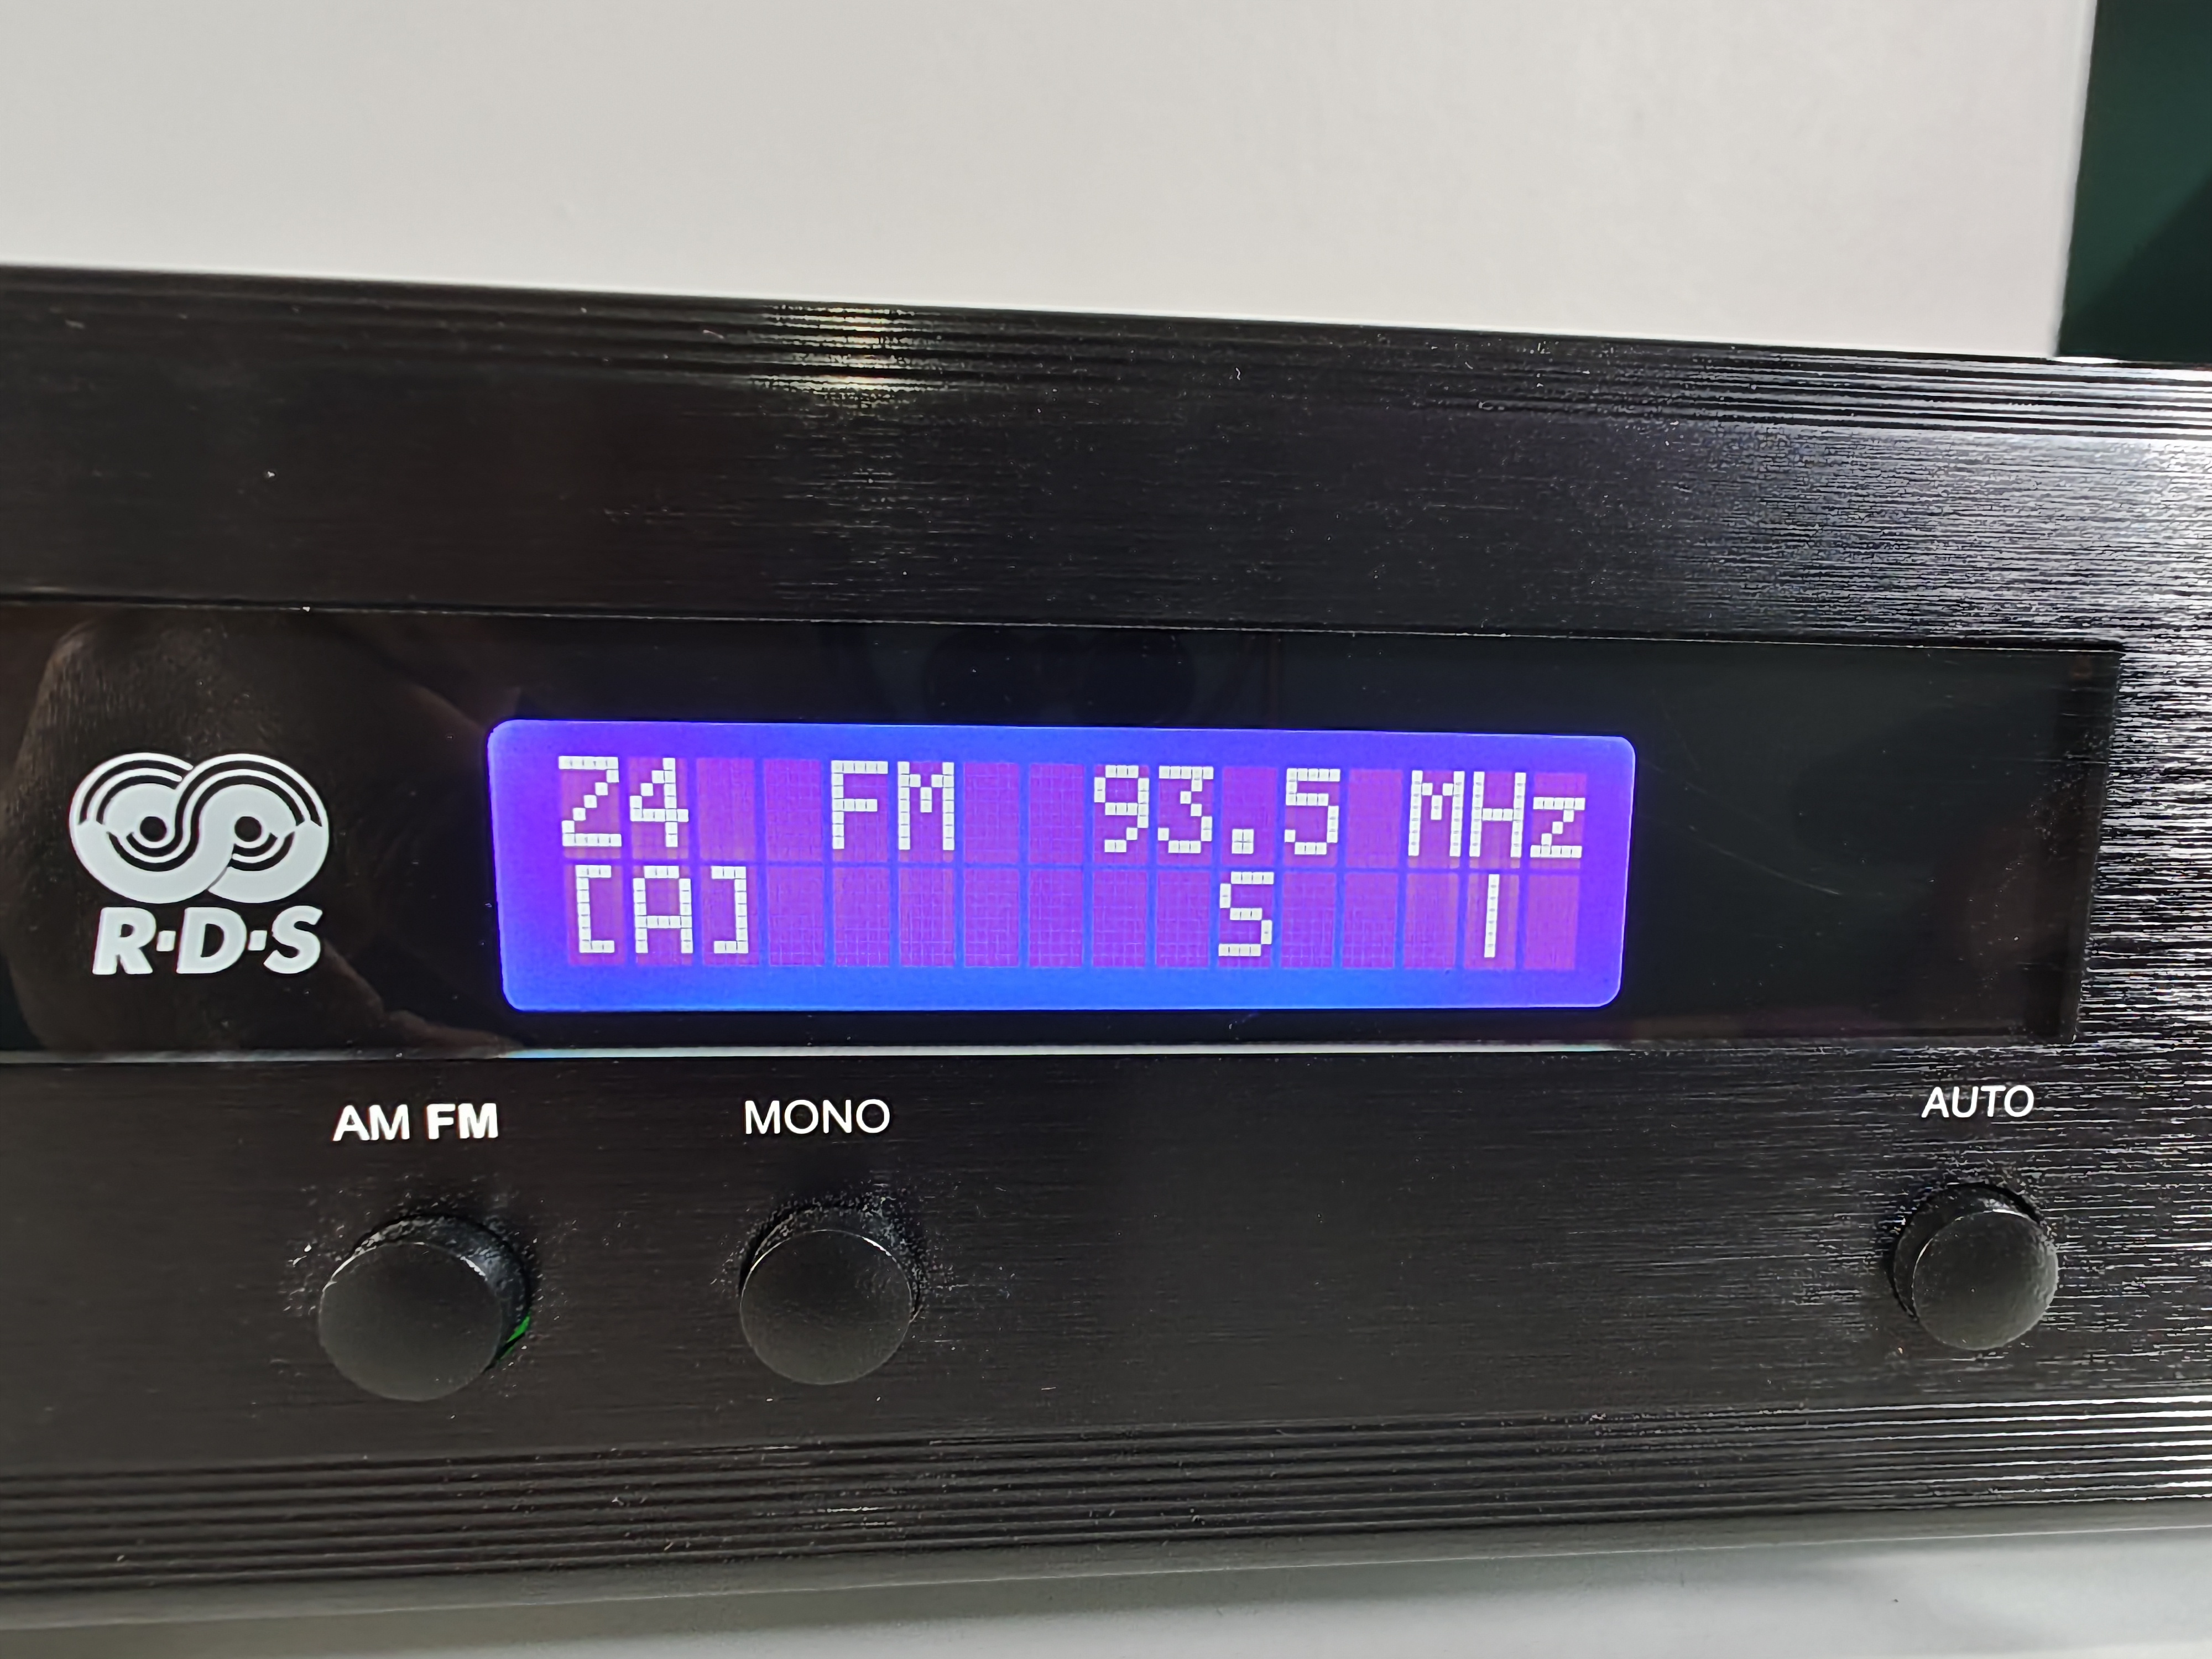 24 FM 93.5 MHz
[A] S |
R·D·S
AM FM
MONO
AUTO